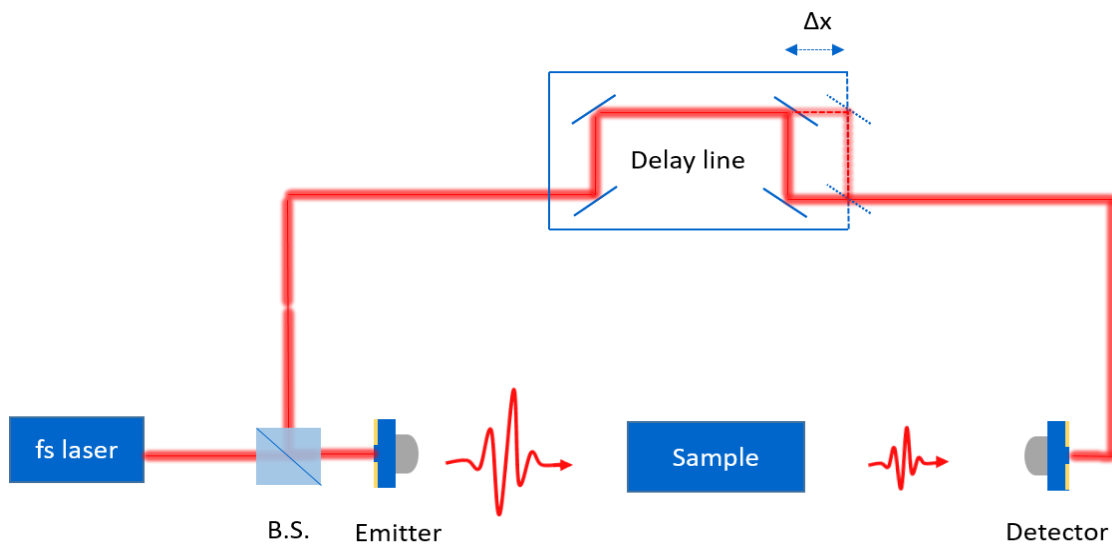 Δx
Delay line
fs laser
Sample
B.S.
Emitter
Detector